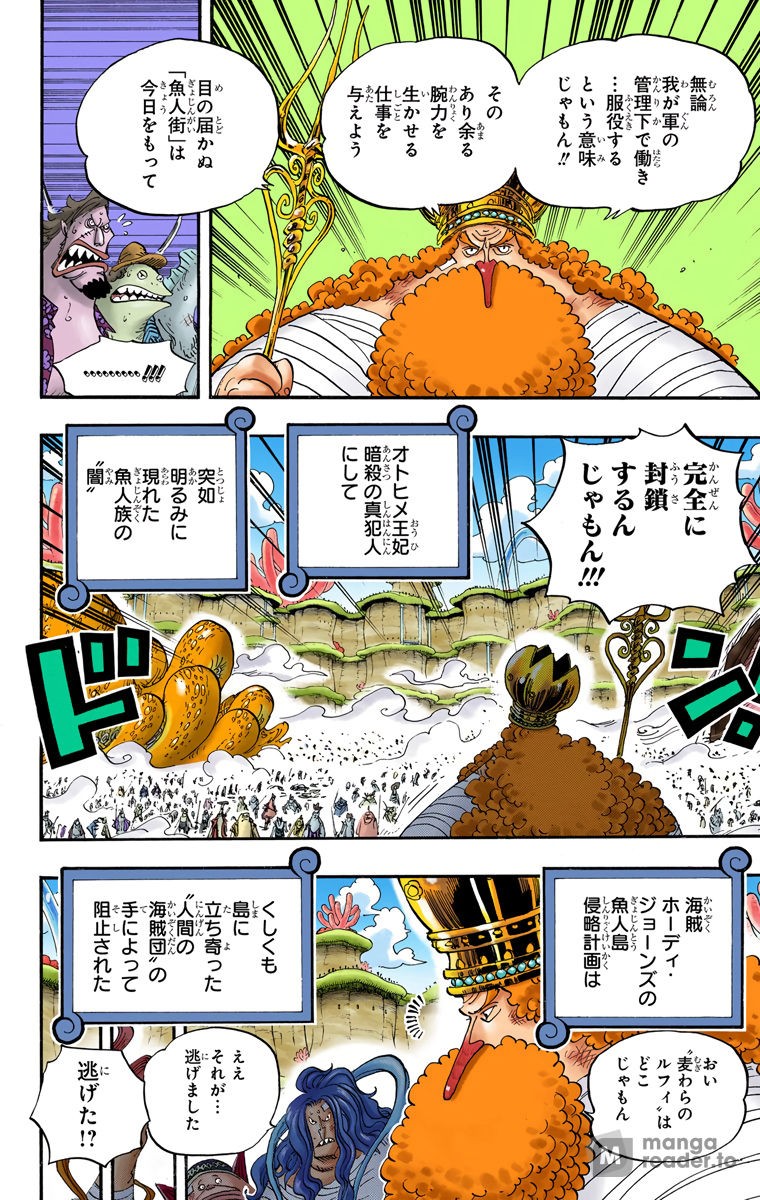 無論
我が軍の
管理下で働き
…服役する
という意味
じゃもん!!
その
あり余る
腕力を
生かせる
仕事を
与えよう
目の届かぬ
「魚人街」は
今日をもって
…………!!!
完全に
封鎖
するん
じゃもん!!!
オトヒメ王妃
暗殺の真犯人
にして
突如
明るみに
現れた
魚人族の
〝闇〟
ドン
海賊
ホーディ・
ジョーンズの
魚人島
侵略計画は
くしくも
島に
立ち寄った
〝人間の
海賊団〟の
手によって
阻止された
おい
〝麦わらの
ルフィ〟は
どこ
じゃもん
ええ
それが…
逃げました
逃げた!?
manga
reader.to